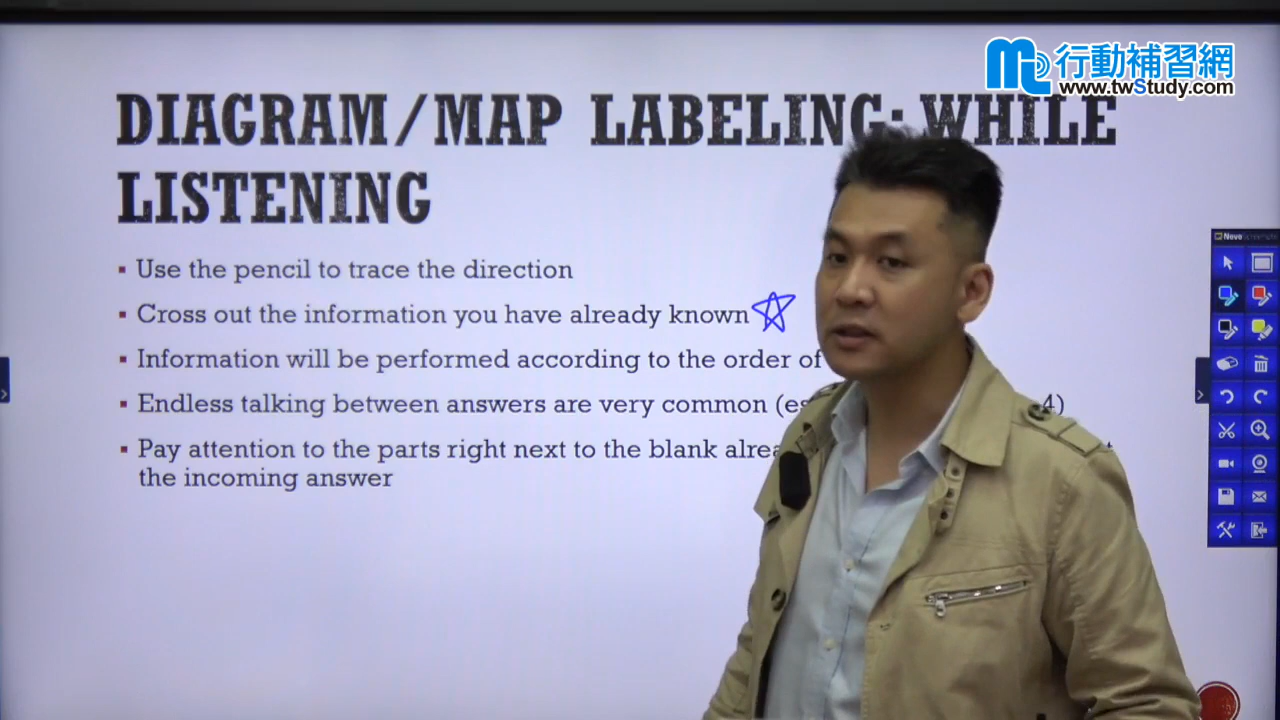 行動補習網
www.twStudy.com
DIAGRAM/MAP LABELING: WHILE
LISTENING
▪ Use the pencil to trace the direction
▪ Cross out the information you have already known
▪ Information will be performed according to the order of
▪ Endless talking between answers are very common 4)
▪ Pay attention to the parts right next to the blank
the incoming answer